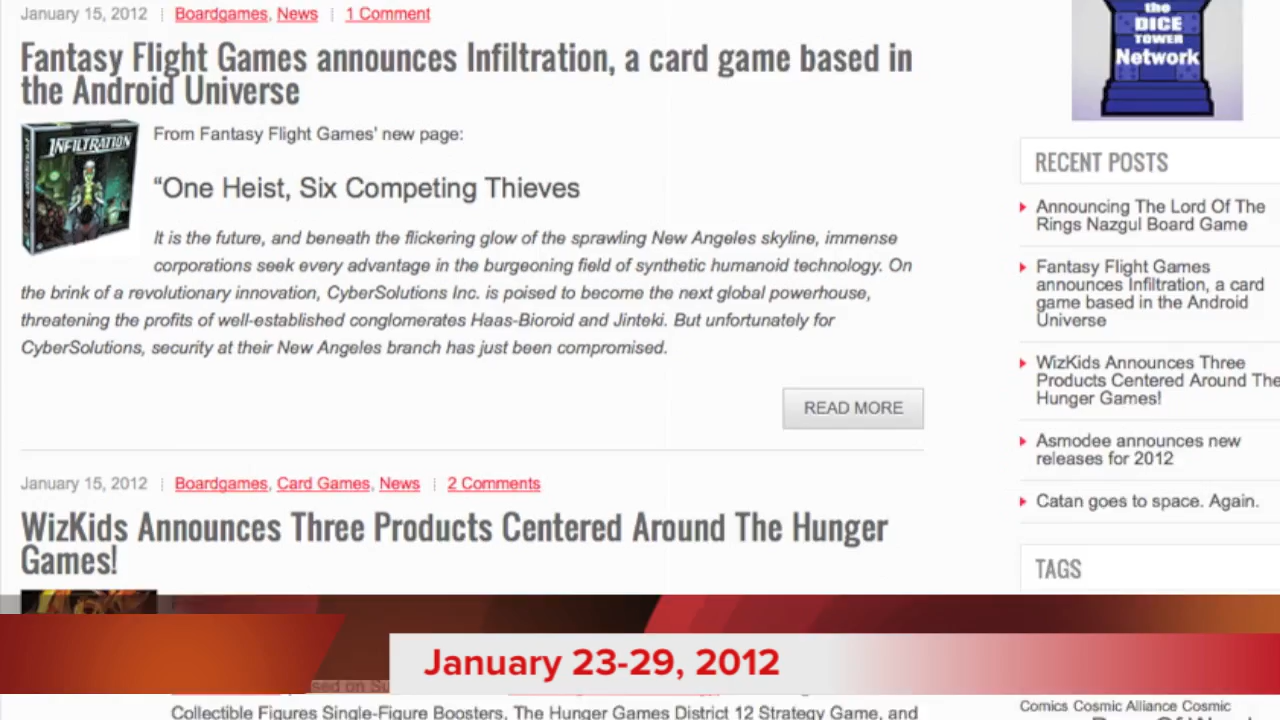 January 15, 2012 Boardgames, News 1 Comment
Fantasy Flight Games announces Infiltration, a card game based in
the Android Universe
INFILTRATION
From Fantasy Flight Games’ new page:
“One Heist, Six Competing Thieves
It is the future, and beneath the flickering glow of the sprawling New Angeles skyline, immense
corporations seek every advantage in the burgeoning field of synthetic humanoid technology. On
the brink of a revolutionary innovation, CyberSolutions Inc. is poised to become the next global powerhouse,
threatening the profits of well-established conglomerates Haas-Bioroid and Jinteki. But unfortunately for
CyberSolutions, security at their New Angeles branch has just been compromised.
READ MORE
January 15, 2012 Boardgames, Card Games, News 2 Comments
WizKids Announces Three Products Centered Around The Hunger
Games!
the
DICE
TOWER
Network
RECENT POSTS
Announcing The Lord Of The
Rings Nazgul Board Game
Fantasy Flight Games
announces Infiltration, a card
game based in the Android
Universe
WizKids Announces Three
Products Centered Around The
Hunger Games!
Asmodee announces new
releases for 2012
Catan goes to space. Again.
TAGS
January 23-29, 2012
Collectible Figures Single-Figure Boosters, The Hunger Games District 12 Strategy Game, and
Comics Cosmic Alliance Cosmic